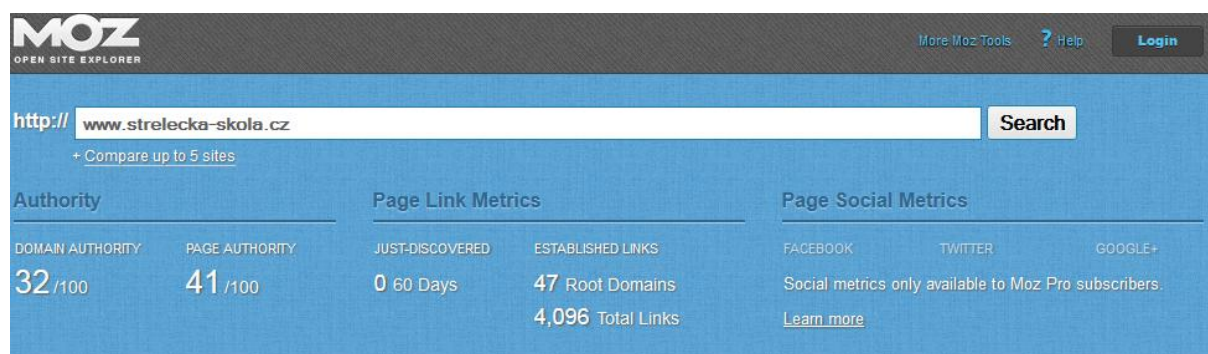 MOZ
OPEN SITE EXPLORER
More Moz Tools ? Help Login
http:// www.strelecka-skola.cz Search
+ Compare up to 5 sites
Authority Page Link Metrics Page Social Metrics
DOMAIN AUTHORITY PAGE AUTHORITY JUST-DISCOVERED ESTABLISHED LINKS FACEBOOK TWITTER GOOGLE+
32 /100 41 /100 0 60 Days 47 Root Domains Social metrics only available to Moz Pro subscribers.
4,096 Total Links Learn more